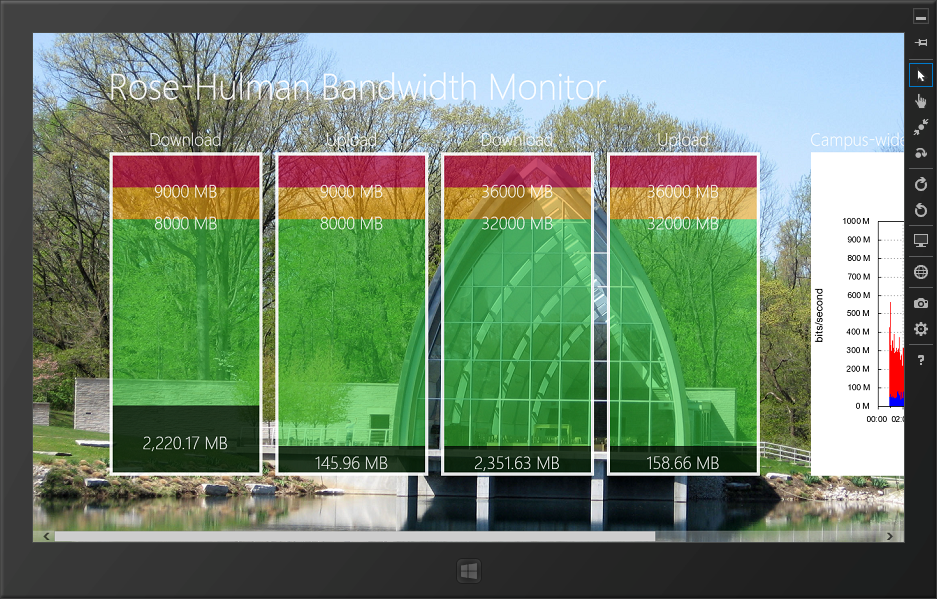 Rose-Hulman Bandwidth Monitor
Download
9000 MB
8000 MB
2,220.17 MB
Upload
9000 MB
8000 MB
145.96 MB
Download
36000 MB
32000 MB
2,351.63 MB
Upload
36000 MB
32000 MB
158.66 MB
Campus-wid
bits/second
1000 M
900 M
800 M
700 M
600 M
500 M
400 M
300 M
200 M
100 M
0 M
00:00 02:0
?